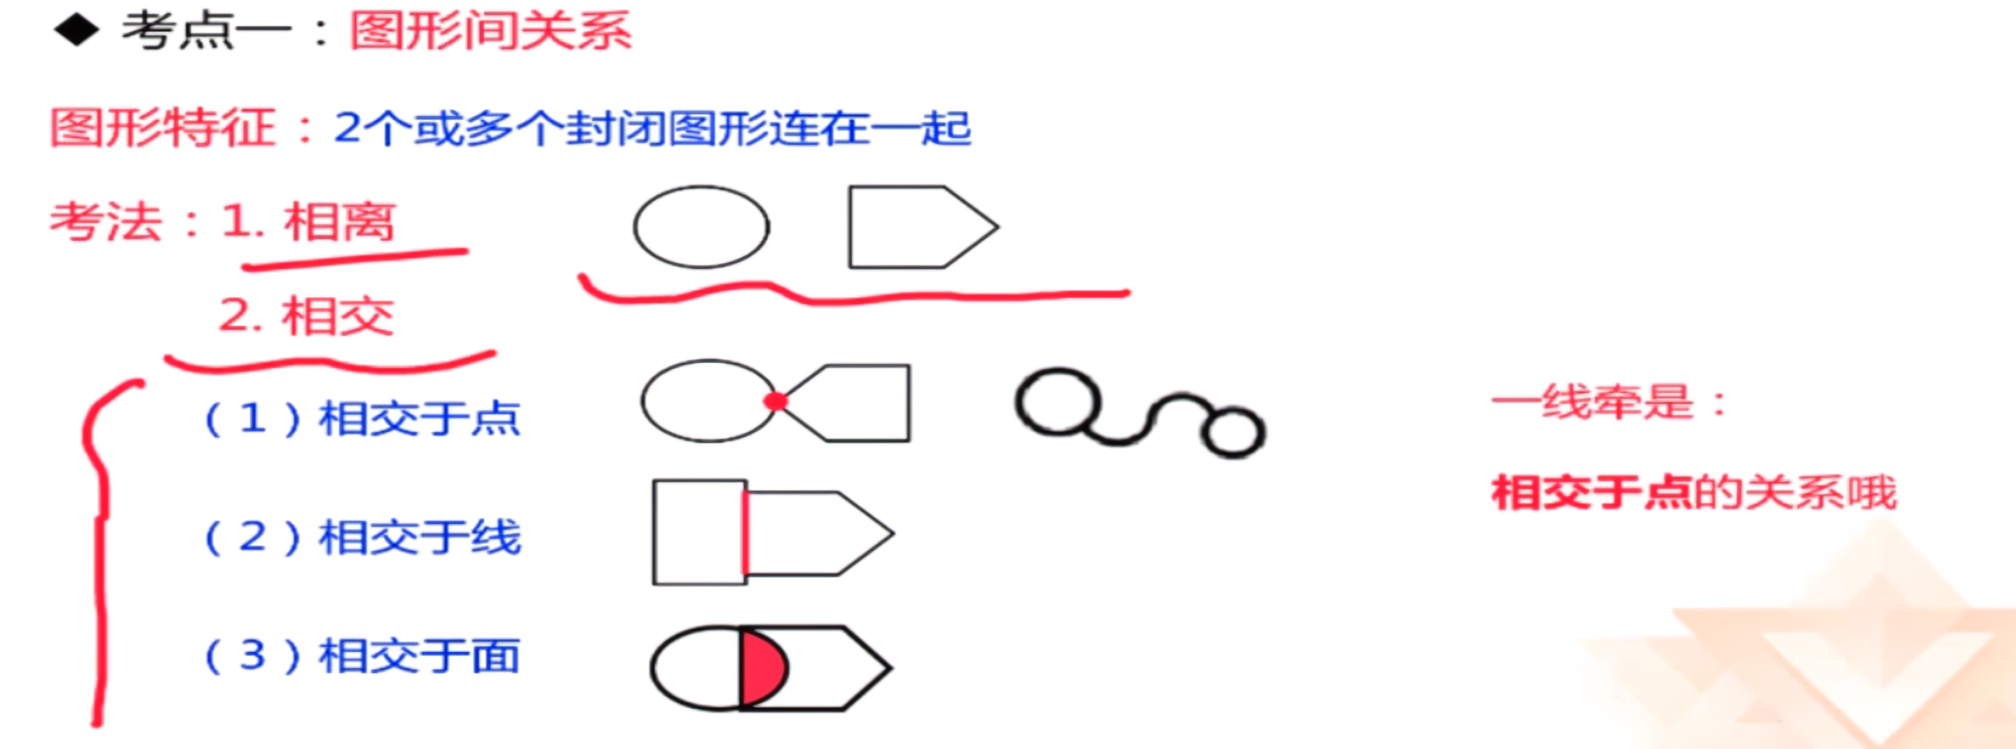 ◆ 考点一：图形间关系
图形特征：2个或多个封闭图形连在一起
考法：1. 相离
2. 相交
（1）相交于点
（2）相交于线
（3）相交于面
一线牵是：
相交于点的关系哦